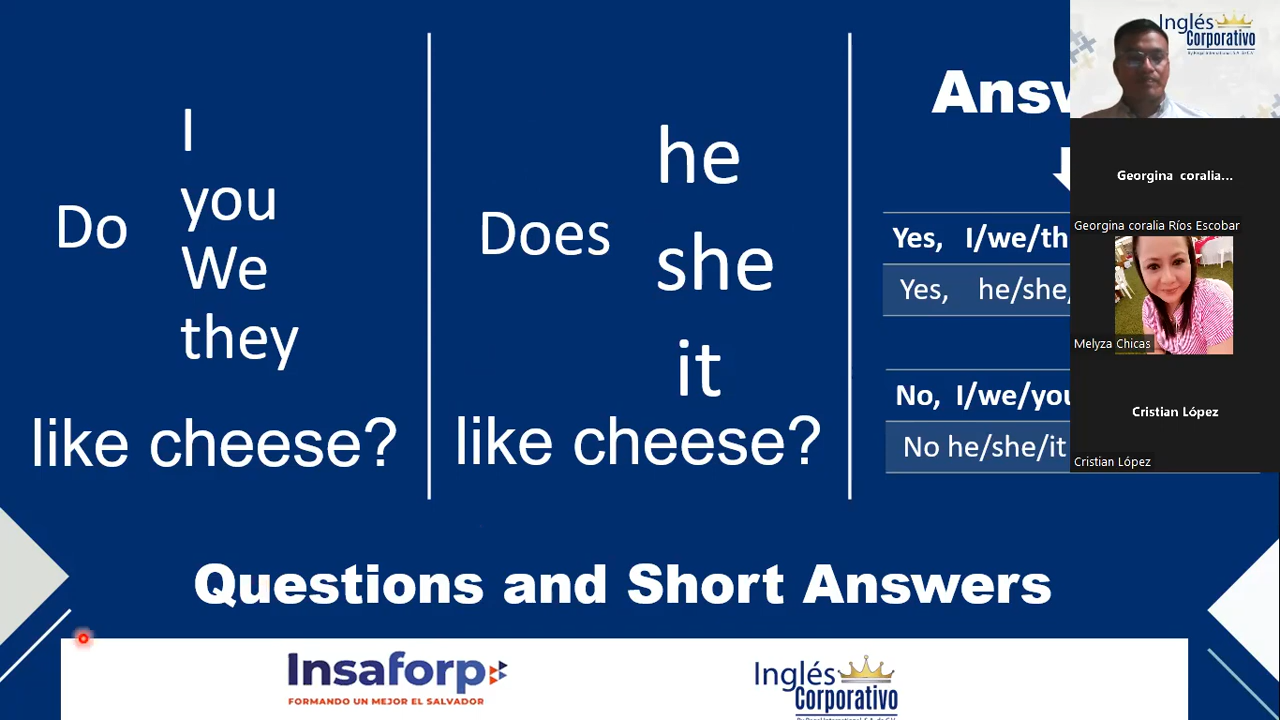 Do
I
you
We
they
like cheese?
Does
he
she
it
like cheese?
Yes, I/we/th
Yes, he/she/
No, I/we/you
No he/she/it
Questions and Short Answers
Insaforp
FORMANDO UN MEJOR EL SALVADOR
Inglés
Corporativo
Inglés
Corporativo
Georgina coralia...
Georgina coralia Ríos Escobar
Melyza Chicas
Cristian López
Cristian López